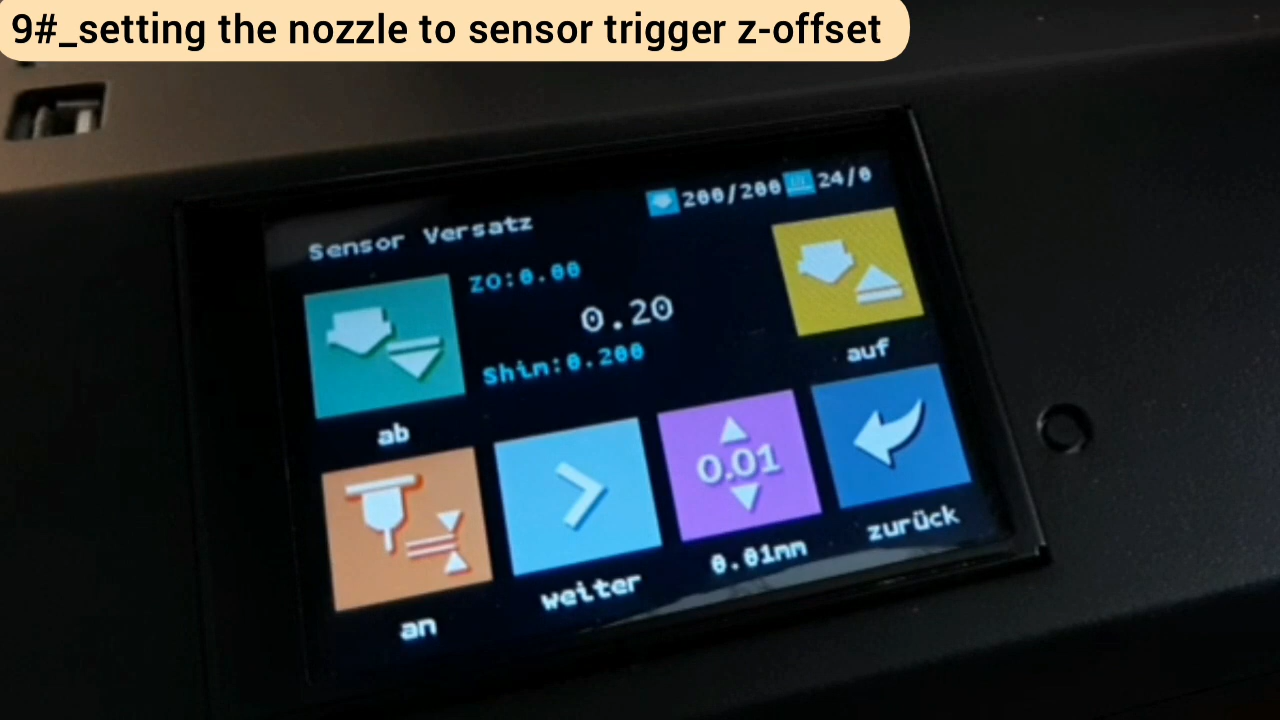 9#_setting the nozzle to sensor trigger z-offset
200/200 24/0
Sensor Versatz
ZO:0.00
0.20
Shim:0.200
ab
auf
0.01
an
weiter
0.01mm
zurück